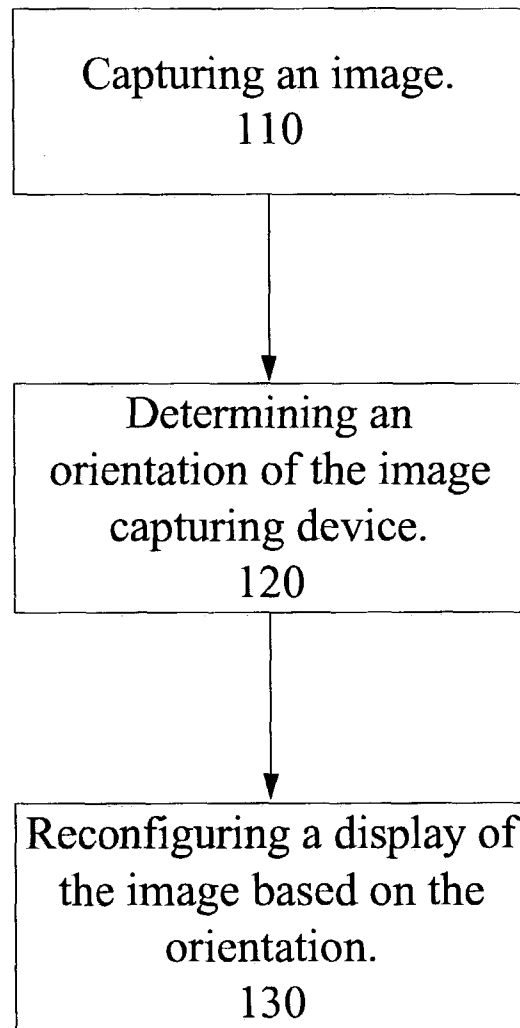 Capturing an image.
110
Determining an
orientation of the image
capturing device.
120
Reconfiguring a display of
the image based on the
orientation.
130